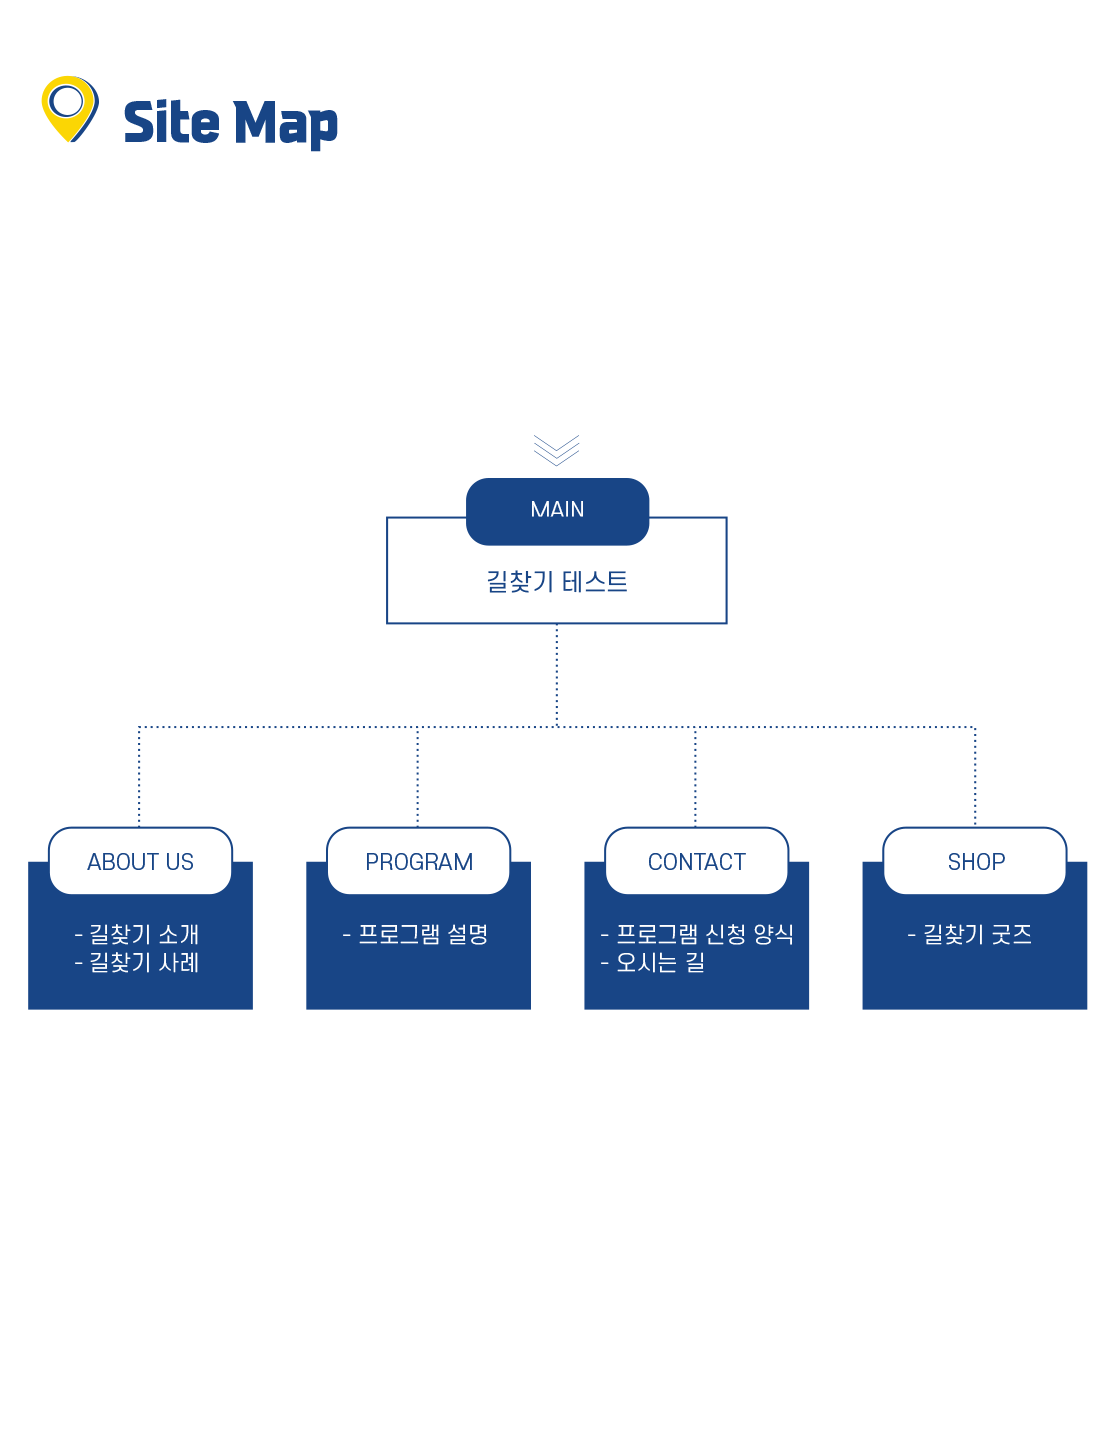 Site Map
MAIN
길찾기 테스트
ABOUT US
- 길찾기 소개
- 길찾기 사례
PROGRAM
- 프로그램 설명
CONTACT
- 프로그램 신청 양식
- 오시는 길
SHOP
- 길찾기 굿즈